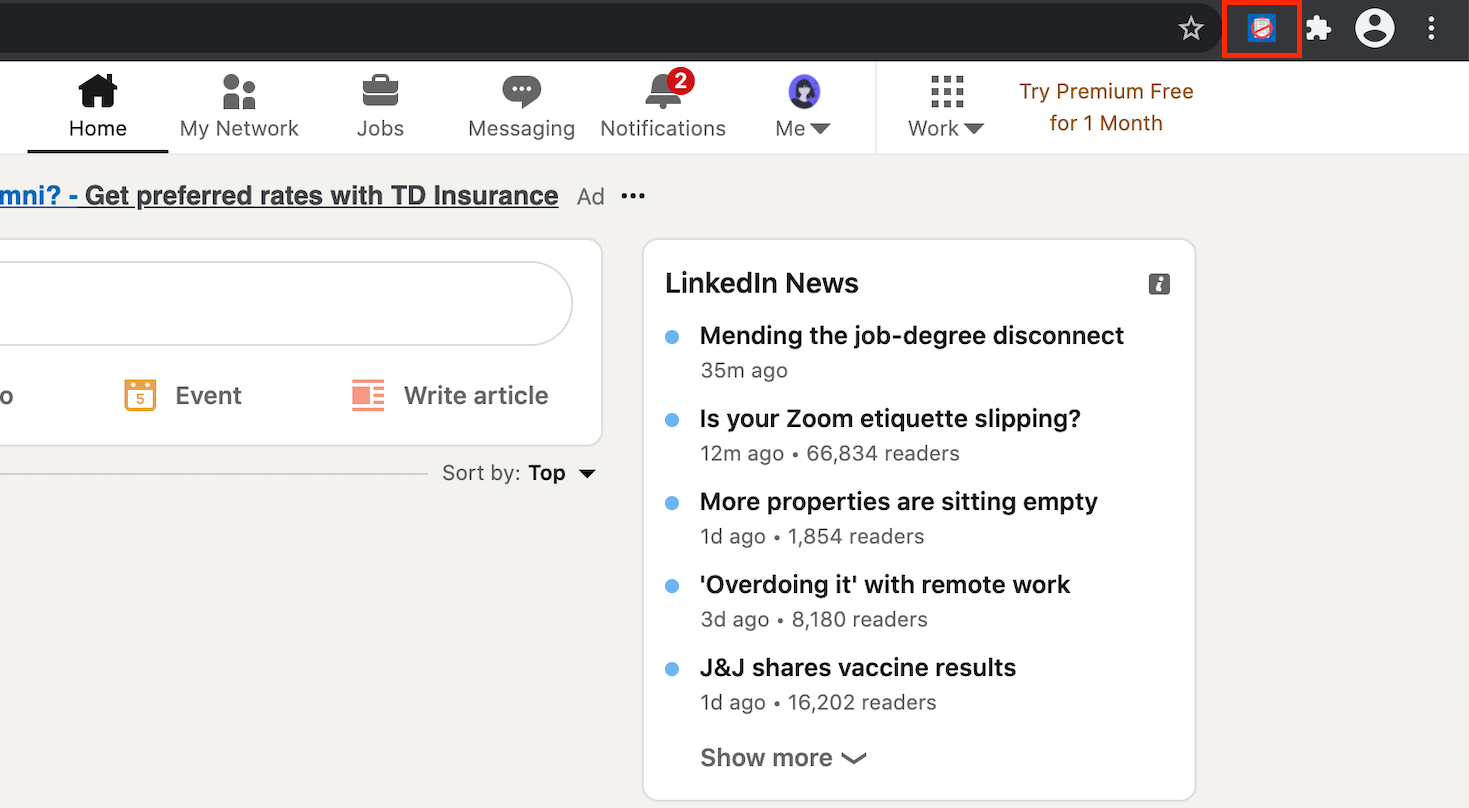 2
Home
My Network
Jobs
Messaging
Notifications
Me
Work
Try Premium Free
for 1 Month
mni? - Get preferred rates with TD Insurance Ad
LinkedIn News
Mending the job-degree disconnect
35m ago
Is your Zoom etiquette slipping?
12m ago • 66,834 readers
More properties are sitting empty
1d ago • 1,854 readers
'Overdoing it' with remote work
3d ago • 8,180 readers
J&J shares vaccine results
1d ago • 16,202 readers
Show more
o
5
Event
Write article
Sort by: Top